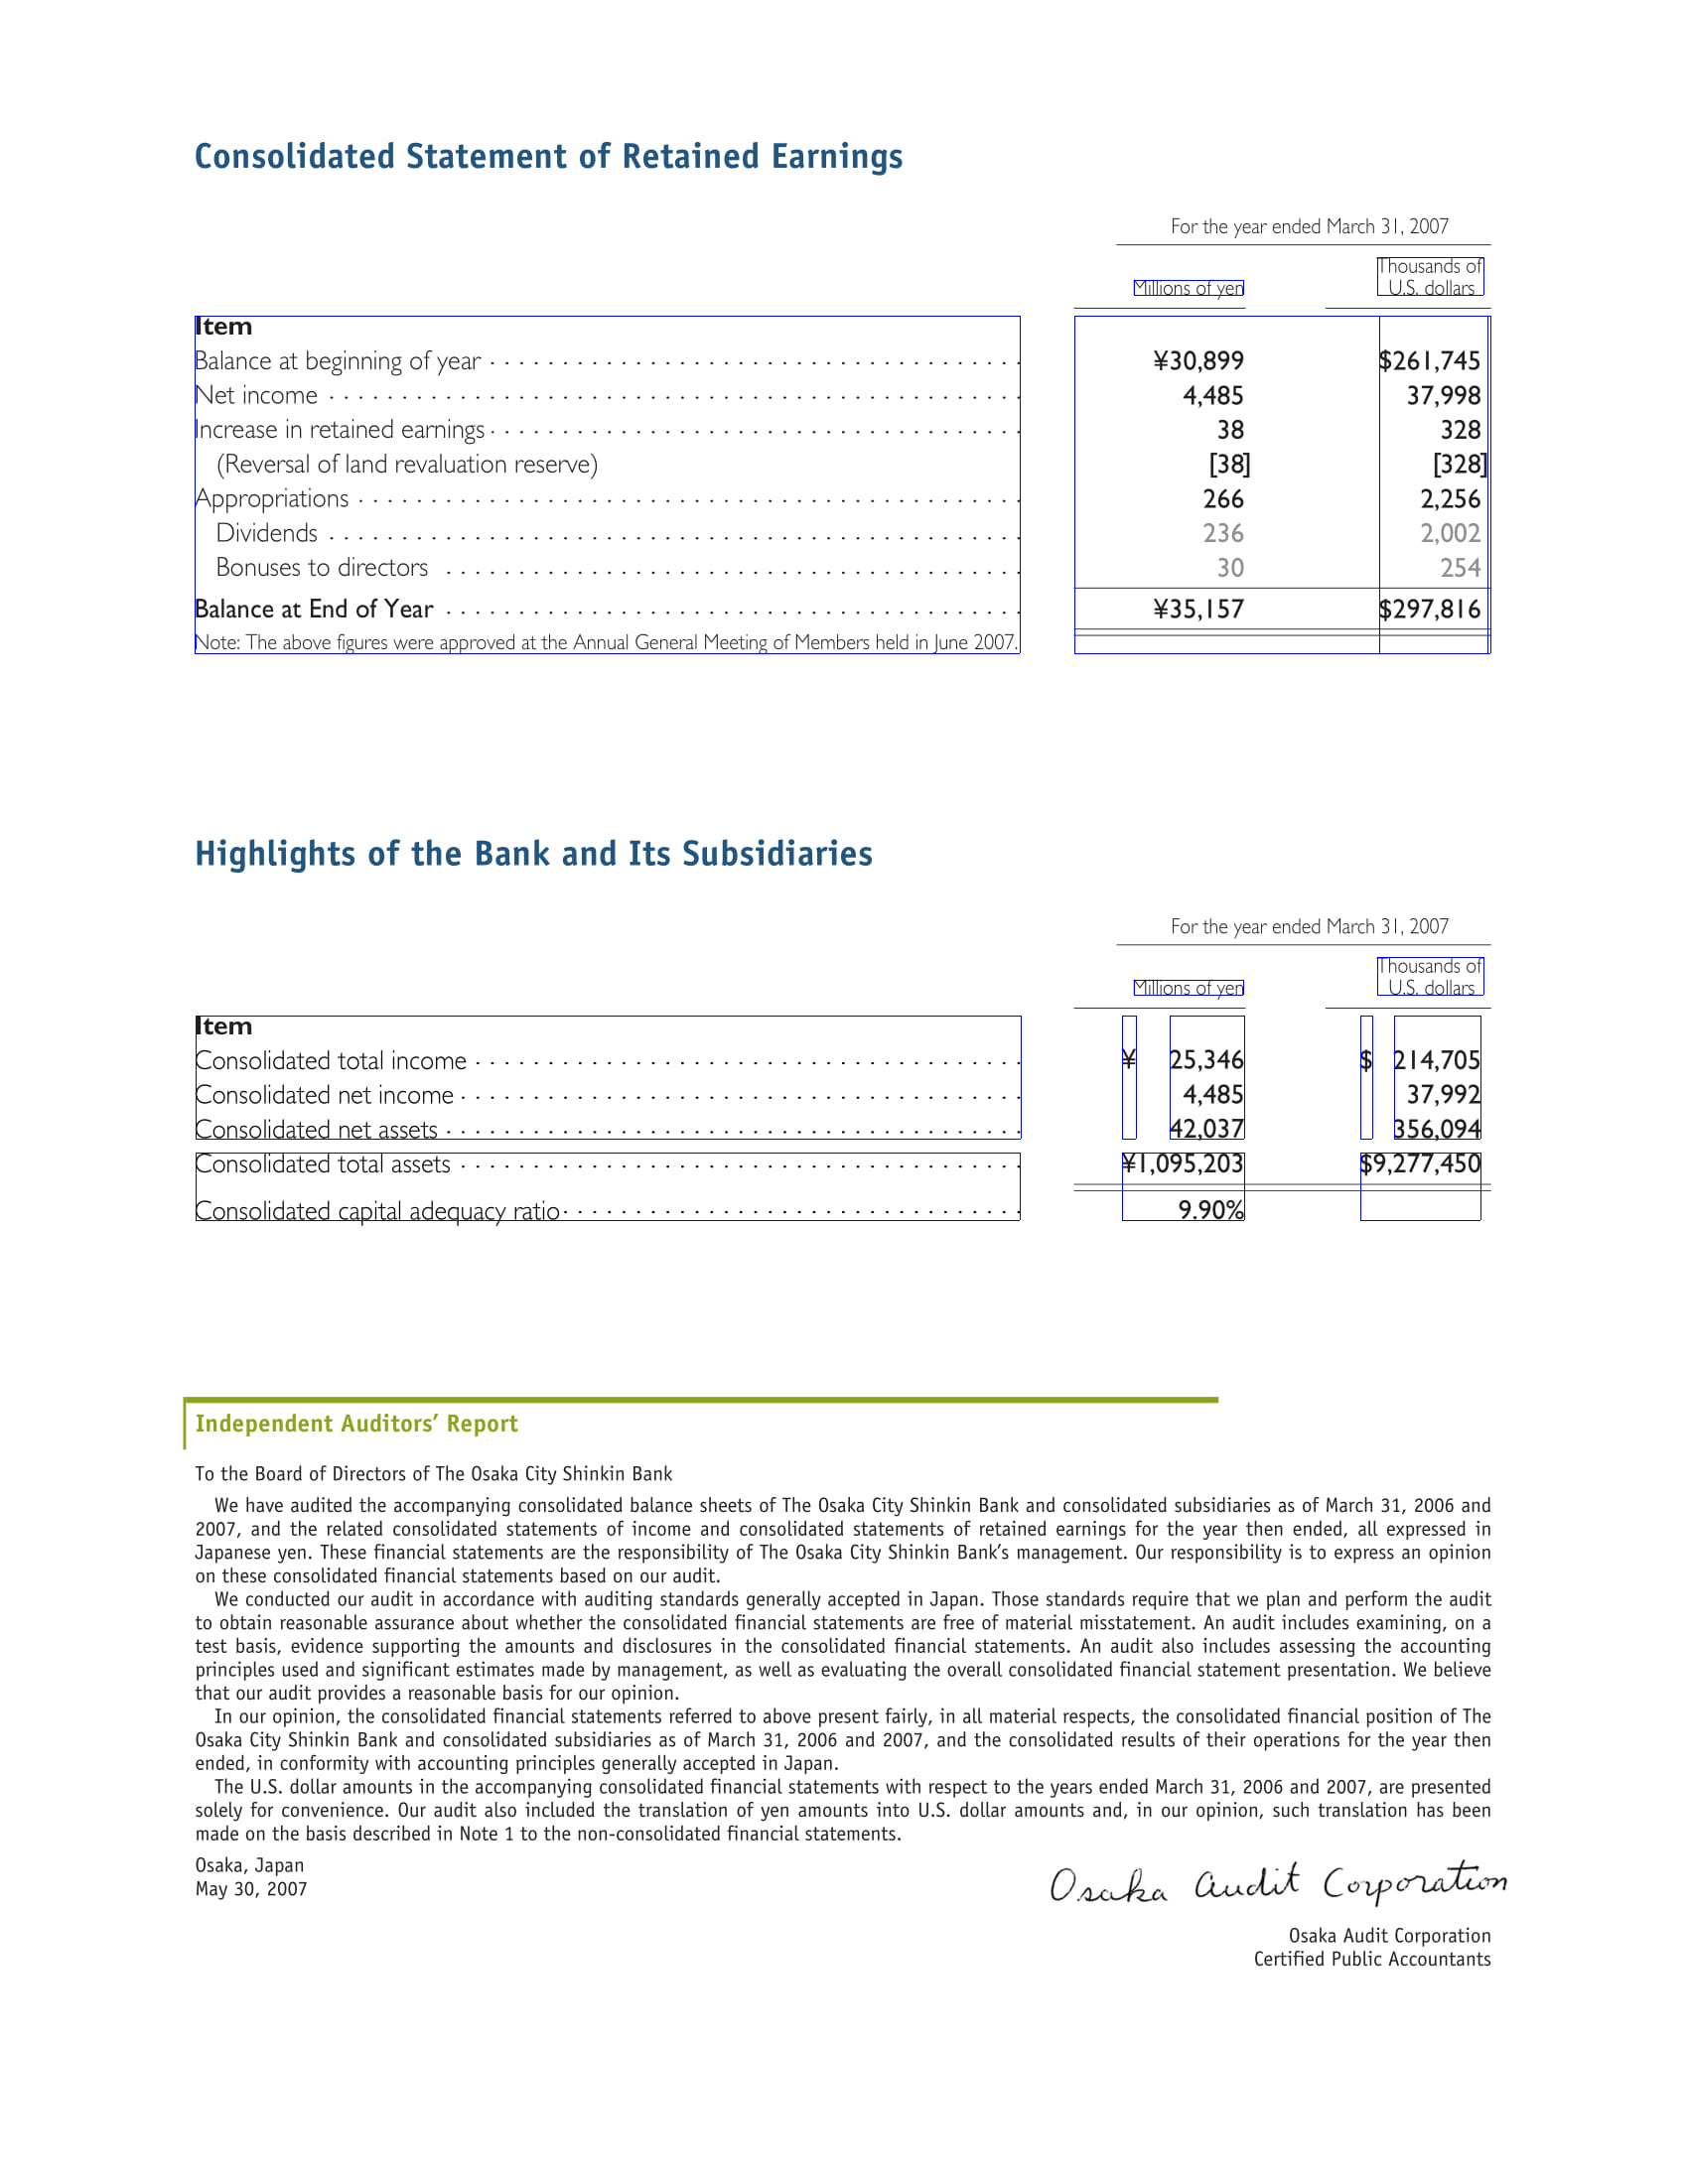 Consolidated Statement of Retained Earnings
For the year ended March 31, 2007
Millions of yen
Thousands of
U.S. dollars
Item
Balance at beginning of year ¥30,899 $261,745
Net income 4,485 37,998
Increase in retained earnings 38 328
(Reversal of land revaluation reserve) [38] [328]
Appropriations 266 2,256
Dividends 236 2,002
Bonuses to directors 30 254
Balance at End of Year ¥35,157 $297,816
Note: The above figures were approved at the Annual General Meeting of Members held in June 2007.
Highlights of the Bank and Its Subsidiaries
For the year ended March 31, 2007
Millions of yen
Thousands of
U.S. dollars
Item
Consolidated total income ¥ 25,346 $ 214,705
Consolidated net income 4,485 37,992
Consolidated net assets 42,037 356,094
Consolidated total assets ¥1,095,203 $9,277,450
Consolidated capital adequacy ratio 9.90%
Independent Auditors’ Report
To the Board of Directors of The Osaka City Shinkin Bank
We have audited the accompanying consolidated balance sheets of The Osaka City Shinkin Bank and consolidated subsidiaries as of March 31, 2006 and
2007, and the related consolidated statements of income and consolidated statements of retained earnings for the year then ended, all expressed in
Japanese yen. These financial statements are the responsibility of The Osaka City Shinkin Bank’s management. Our responsibility is to express an opinion
on these consolidated financial statements based on our audit.
We conducted our audit in accordance with auditing standards generally accepted in Japan. Those standards require that we plan and perform the audit
to obtain reasonable assurance about whether the consolidated financial statements are free of material misstatement. An audit includes examining, on a
test basis, evidence supporting the amounts and disclosures in the consolidated financial statements. An audit also includes assessing the accounting
principles used and significant estimates made by management, as well as evaluating the overall consolidated financial statement presentation. We believe
that our audit provides a reasonable basis for our opinion.
In our opinion, the consolidated financial statements referred to above present fairly, in all material respects, the consolidated financial position of The
Osaka City Shinkin Bank and consolidated subsidiaries as of March 31, 2006 and 2007, and the consolidated results of their operations for the year then
ended, in conformity with accounting principles generally accepted in Japan.
The U.S. dollar amounts in the accompanying consolidated financial statements with respect to the years ended March 31, 2006 and 2007, are presented
solely for convenience. Our audit also included the translation of yen amounts into U.S. dollar amounts and, in our opinion, such translation has been
made on the basis described in Note 1 to the non-consolidated financial statements.
Osaka, Japan
May 30, 2007
Osaka Audit Corporation
Osaka Audit Corporation
Certified Public Accountants